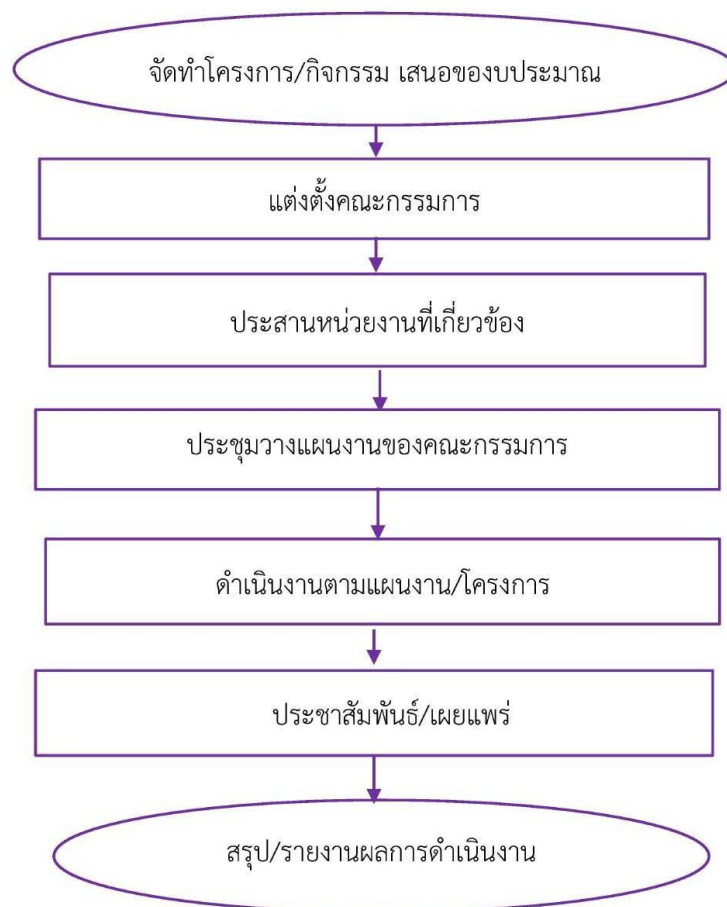 จัดทำโครงการ/กิจกรรม เสนอของบประมาณ
แต่งตั้งคณะกรรมการ
ประสานหน่วยงานที่เกี่ยวข้อง
ประชุมวางแผนงานของคณะกรรมการ
ดำเนินงานตามแผนงาน/โครงการ
ประชาสัมพันธ์/เผยแพร่
สรุป/รายงานผลการดำเนินงาน